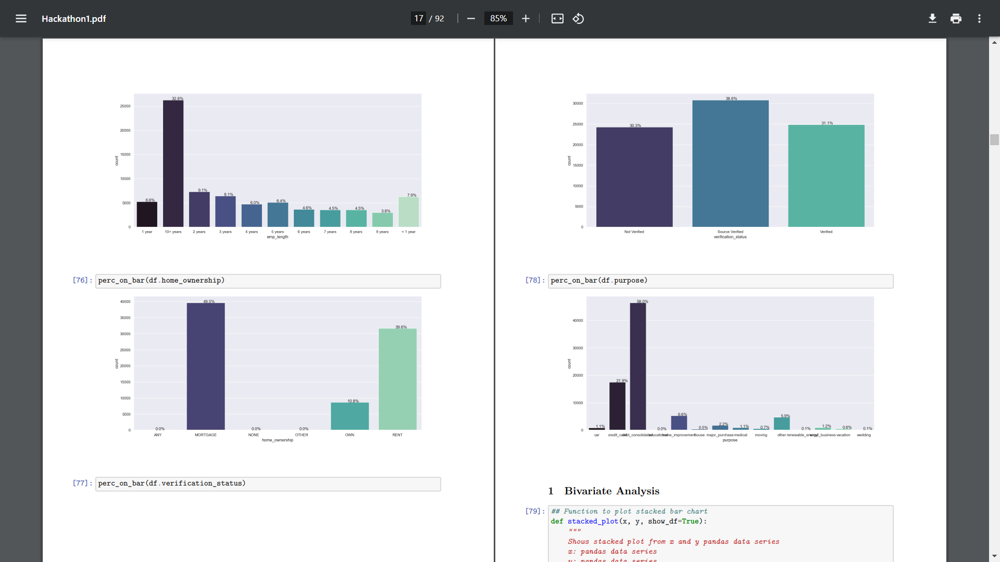 Hackathon1.pdf
17 / 92
85%
32.8%
25000
20000
15000
10000
5000
0
count
6.6%
9.1%
8.1%
6.0%
6.4%
4.6%
4.5%
4.5%
3.8%
7.9%
1 year 10+ years 2 years 3 years 4 years 5 years 6 years 7 years 8 years 9 years < 1 year
emp_length
[76]: perc_on_bar(df.home_ownership)
40000
35000
30000
25000
20000
15000
10000
5000
0
count
0.0%
49.5%
0.0%
0.0%
10.8%
39.6%
ANY MORTGAGE NONE OTHER OWN RENT
home_ownership
[77]: perc_on_bar(df.verification_status)
30000
25000
20000
15000
10000
5000
0
count
30.3%
38.6%
31.1%
Not Verified Source Verified Verified
verification_status
[78]: perc_on_bar(df.purpose)
40000
30000
20000
10000
0
count
1.1%
21.9%
58.0%
0.0%
6.6%
0.5%
2.2%
1.1%
0.7%
5.9%
0.1%
1.2%
0.6%
0.1%
car credit_card debt_consolidation educational home_improvement house major_purchase medical moving other renewable_energy small_business vacation wedding
purpose
1 Bivariate Analysis
[79]: ## Function to plot stacked bar chart
def stacked_plot(x, y, show_df=True):
"""
Shows stacked plot from x and y pandas data series
x: pandas data series
y: pandas data series